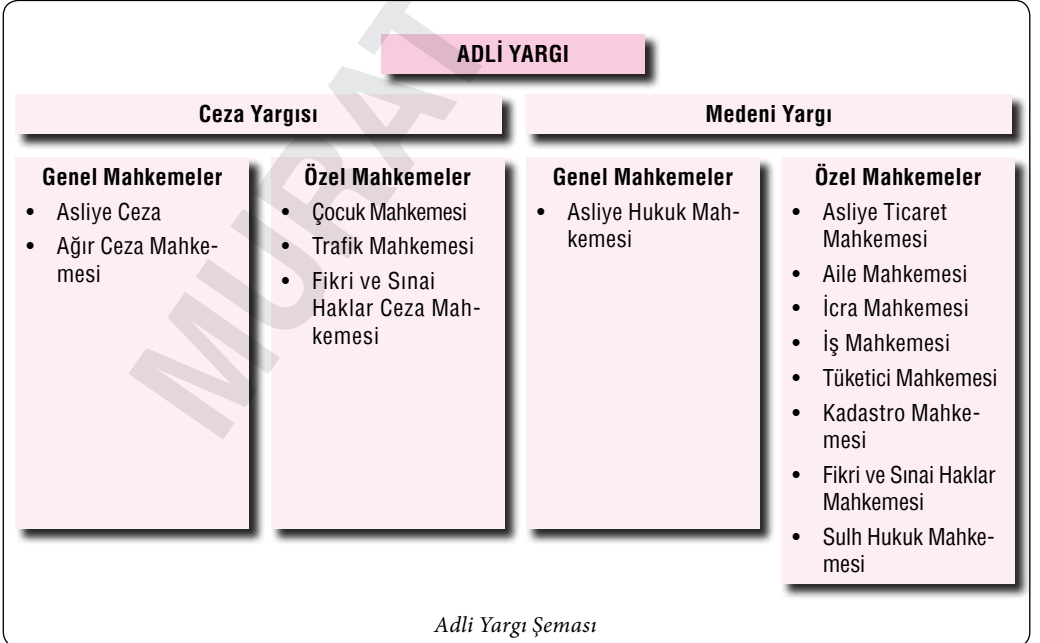 ADLİ YARGI
Ceza Yargısı
Genel Mahkemeler
• Asliye Ceza
• Ağır Ceza Mahke-
mesi
Özel Mahkemeler
• Çocuk Mahkemesi
• Trafik Mahkemesi
• Fikri ve Sınai
Haklar Ceza Mah-
kemesi
Medeni Yargı
Genel Mahkemeler
• Asliye Hukuk Mah-
kemesi
Özel Mahkemeler
• Asliye Ticaret
Mahkemesi
• Aile Mahkemesi
• İcra Mahkemesi
• İş Mahkemesi
• Tüketici Mahkemesi
• Kadastro Mahke-
mesi
• Fikri ve Sınai Haklar
Mahkemesi
• Sulh Hukuk Mahke-
mesi
Adli Yargı Şeması
MURAT